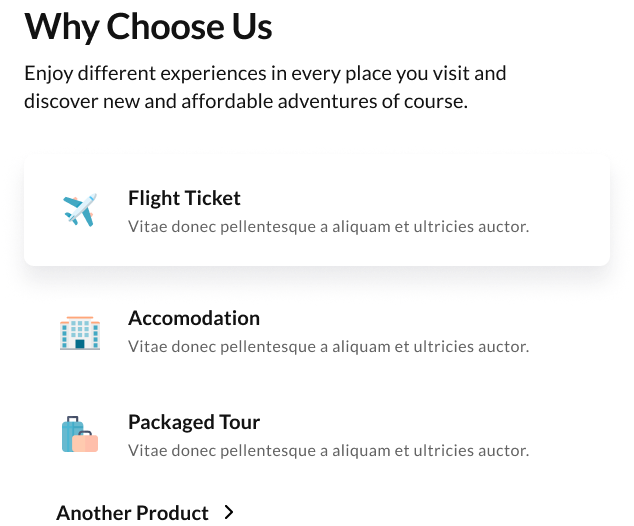 Why Choose Us
Enjoy different experiences in every place you visit and
discover new and affordable adventures of course.
Flight Ticket
Vitae donec pellentesque a aliquam et ultricies auctor.
Accomodation
Vitae donec pellentesque a aliquam et ultricies auctor.
Packaged Tour
Vitae donec pellentesque a aliquam et ultricies auctor.
Another Product